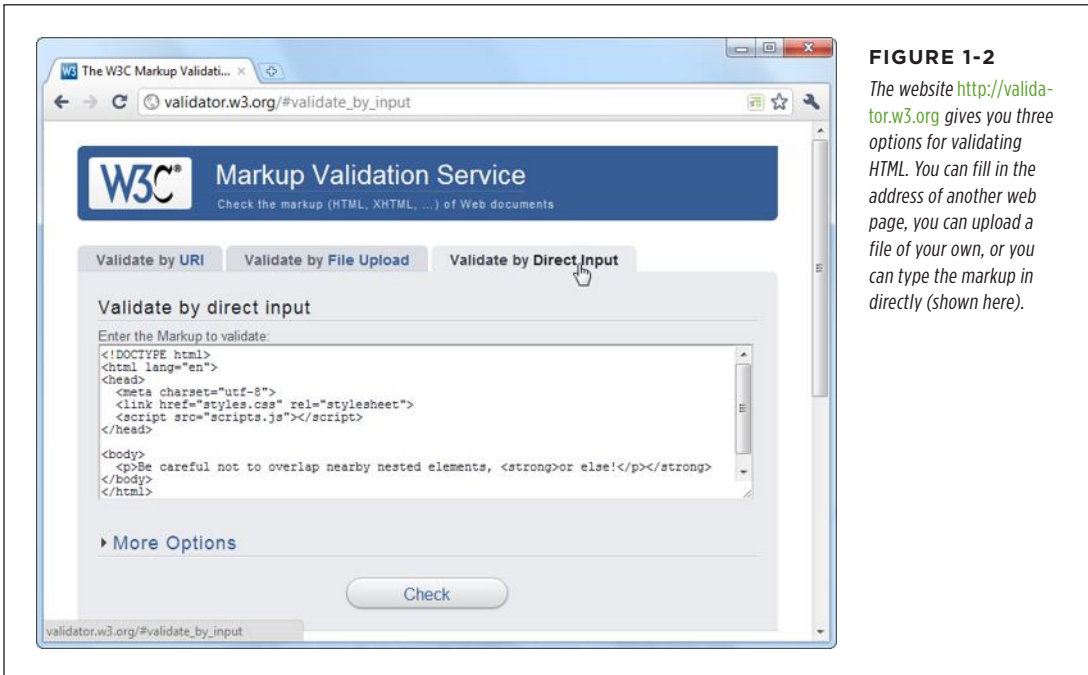 The W3C Markup Validati...
validator.w3.org/#validate_by_input
W3C®
Markup Validation Service
Check the markup (HTML, XHTML, ...) of Web documents
Validate by URI
Validate by File Upload
Validate by Direct Input
Validate by direct input
Enter the Markup to validate:
<!DOCTYPE html>
<html lang="en">
<head>
  <meta charset="utf-8">
  <link href="styles.css" rel="stylesheet">
  <script src="scripts.js"></script>
</head>
<body>
  <p>Be careful not to overlap nearby nested elements, <strong>or else!</p></strong>
</body>
</html>
More Options
Check
validator.w3.org/#validate_by_input
FIGURE 1-2
The website http://valida-
tor.w3.org gives you three
options for validating
HTML. You can fill in the
address of another web
page, you can upload a
file of your own, or you
can type the markup in
directly (shown here).